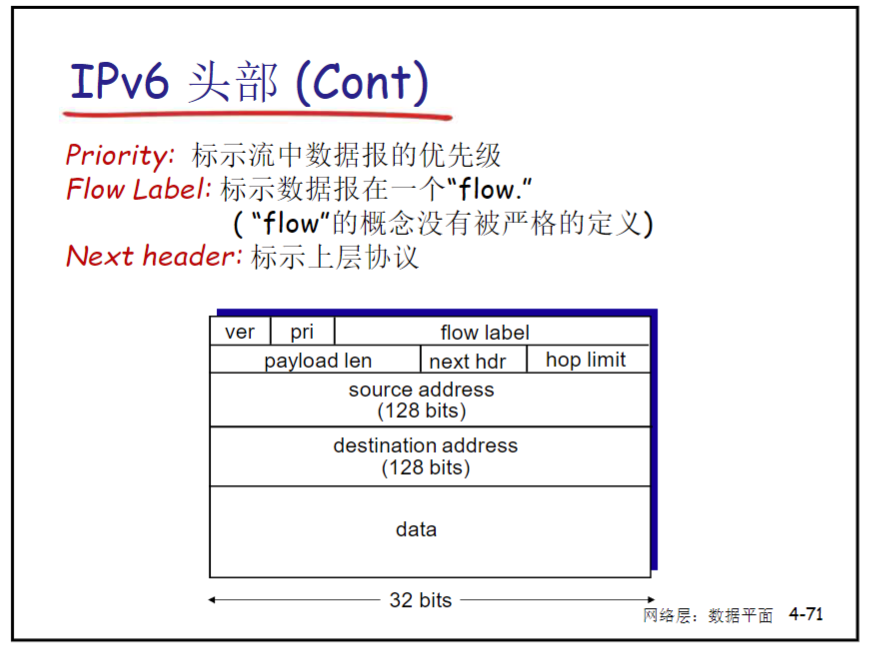 IPv6 头部 (Cont)
Priority: 标示流中数据报的优先级
Flow Label: 标示数据报在一个“flow.”
( “flow”的概念没有被严格的定义)
Next header: 标示上层协议
ver pri flow label
payload len next hdr hop limit
source address
(128 bits)
destination address
(128 bits)
data
32 bits
网络层：数据平面 4-71